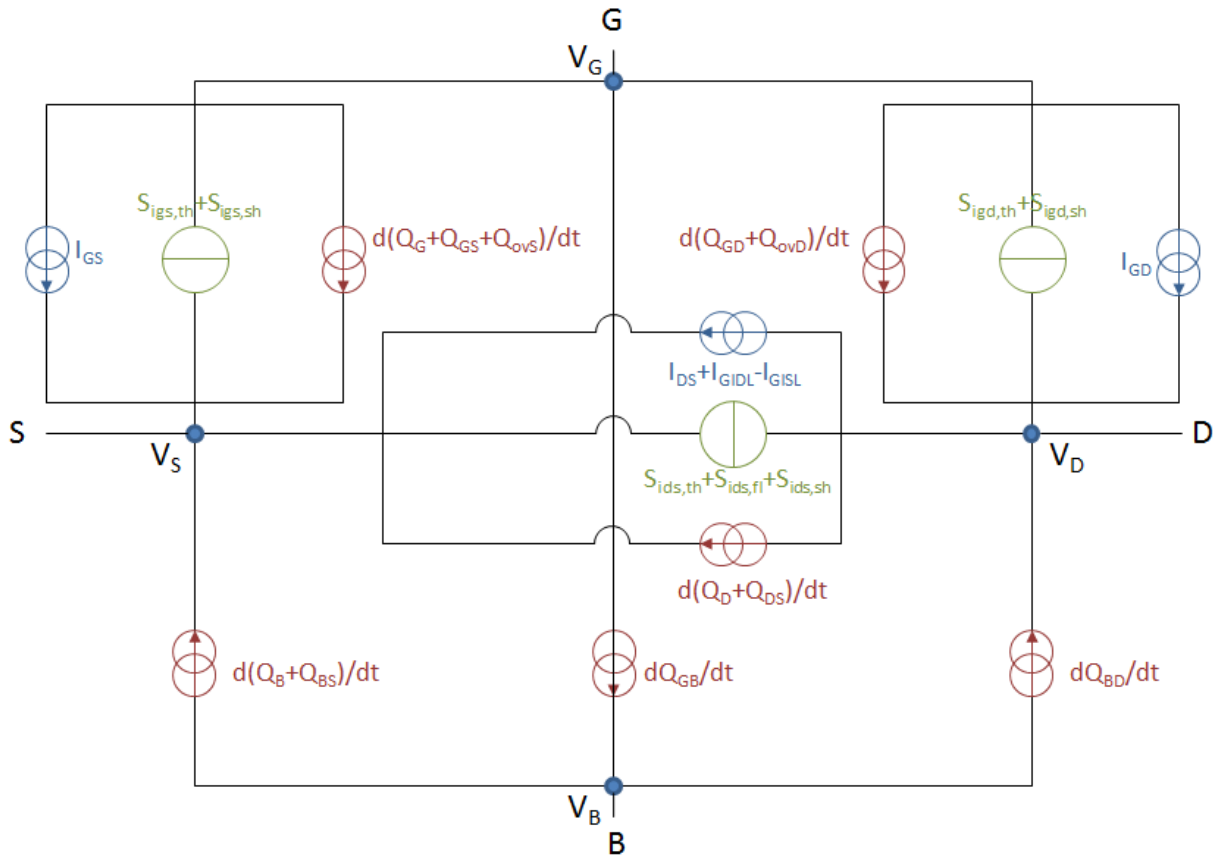 G
V_G
S_igs,th+S_igs,sh
S_igd,th+S_igd,sh
I_GS
d(Q_G+Q_GS+Q_ovS)/dt
d(Q_GD+Q_ovD)/dt
I_GD
I_DS+I_GIDL-I_GISL
S
V_S
V_D
D
S_ids,th+S_ids,fl+S_ids,sh
d(Q_D+Q_DS)/dt
d(Q_B+Q_BS)/dt
dQ_GB/dt
dQ_BD/dt
V_B
B